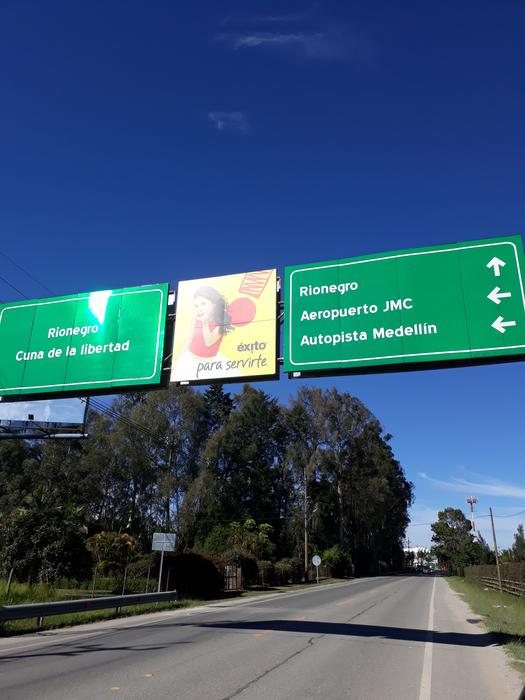 Rionegro
Cuna de la libertad
éxito
para servirte
Rionegro
Aeropuerto JMC
Autopista Medellín